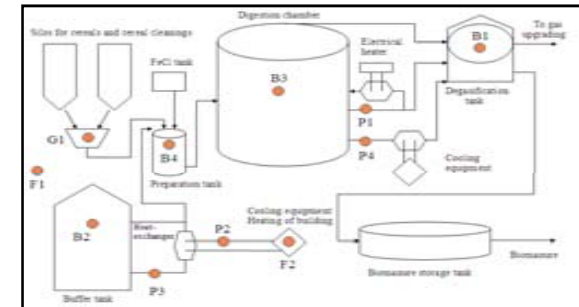 Silos for cereals and cereal cleanings
Digestion chamber
To gas
upgrading
FeCl tank
Electrical
heater
B1
B3
Degasification
tank
G1
B4
P1
P4
F1
Preparation tank
Cooling
equipment
Cooling equipment
Heating of building
B2
Heat-
exchanger
P2
F2
P3
Buffer tank
Biomanure storage tank
Biomanure